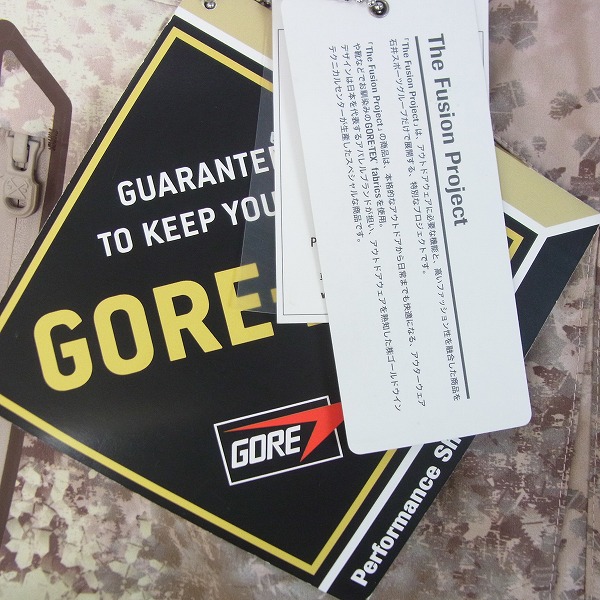 GUARANTE
TO KEEP YOU
GORE-
GORE
Performance Sh
The Fusion Project
「The Fusion Project」は、アウトドアウェアに必要な機能と、高いファッション性を融合した商品を
石井スポーツグループだけで展開する、特別なプロジェクトです。
「The Fusion Project」の商品は、本格的なアウトドアから日常までも快適になる、アウターウェア
や靴などでお馴染みのGORE-TEX® fabricsを使用。
デザインは日本を代表するアパレルブランドが担い、アウトドアウェアを熟知した㈱ゴールドウイン
テクニカルセンターが生産したスペシャルな商品です。